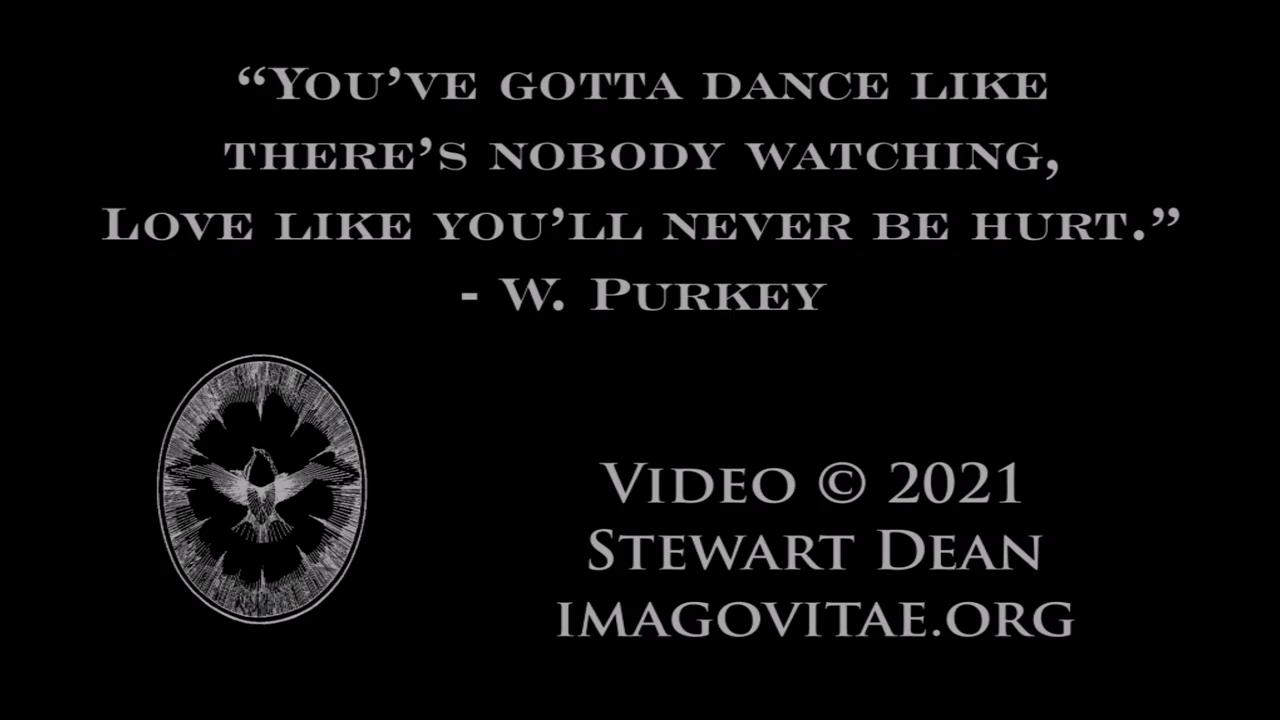 “You’ve gotta dance like
there’s nobody watching,
Love like you’ll never be hurt.”
- W. Purkey
Video © 2021
Stewart Dean
imagovitae.org